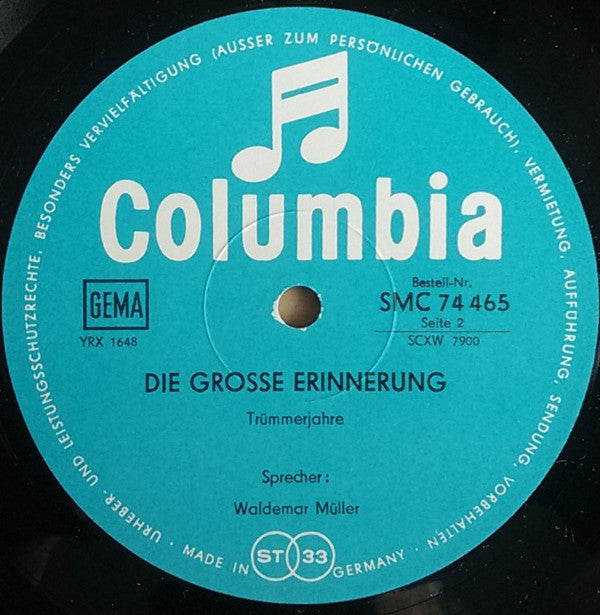 URHEBER- UND LEISTUNGSSCHUTZRECHTE, BESONDERS VERVIELFÄLTIGUNG (AUSSER ZUM PERSÖNLICHEN GEBRAUCH), VERMIETUNG, AUFFÜHRUNG, SENDUNG, VORBEHALTEN
Columbia
GEMA
YRX 1648
Bestell-Nr.
SMC 74 465
Seite 2
SCXW 7900
DIE GROSSE ERINNERUNG
Trümmerjahre
Sprecher:
Waldemar Müller
• MADE IN ST 33 GERMANY •